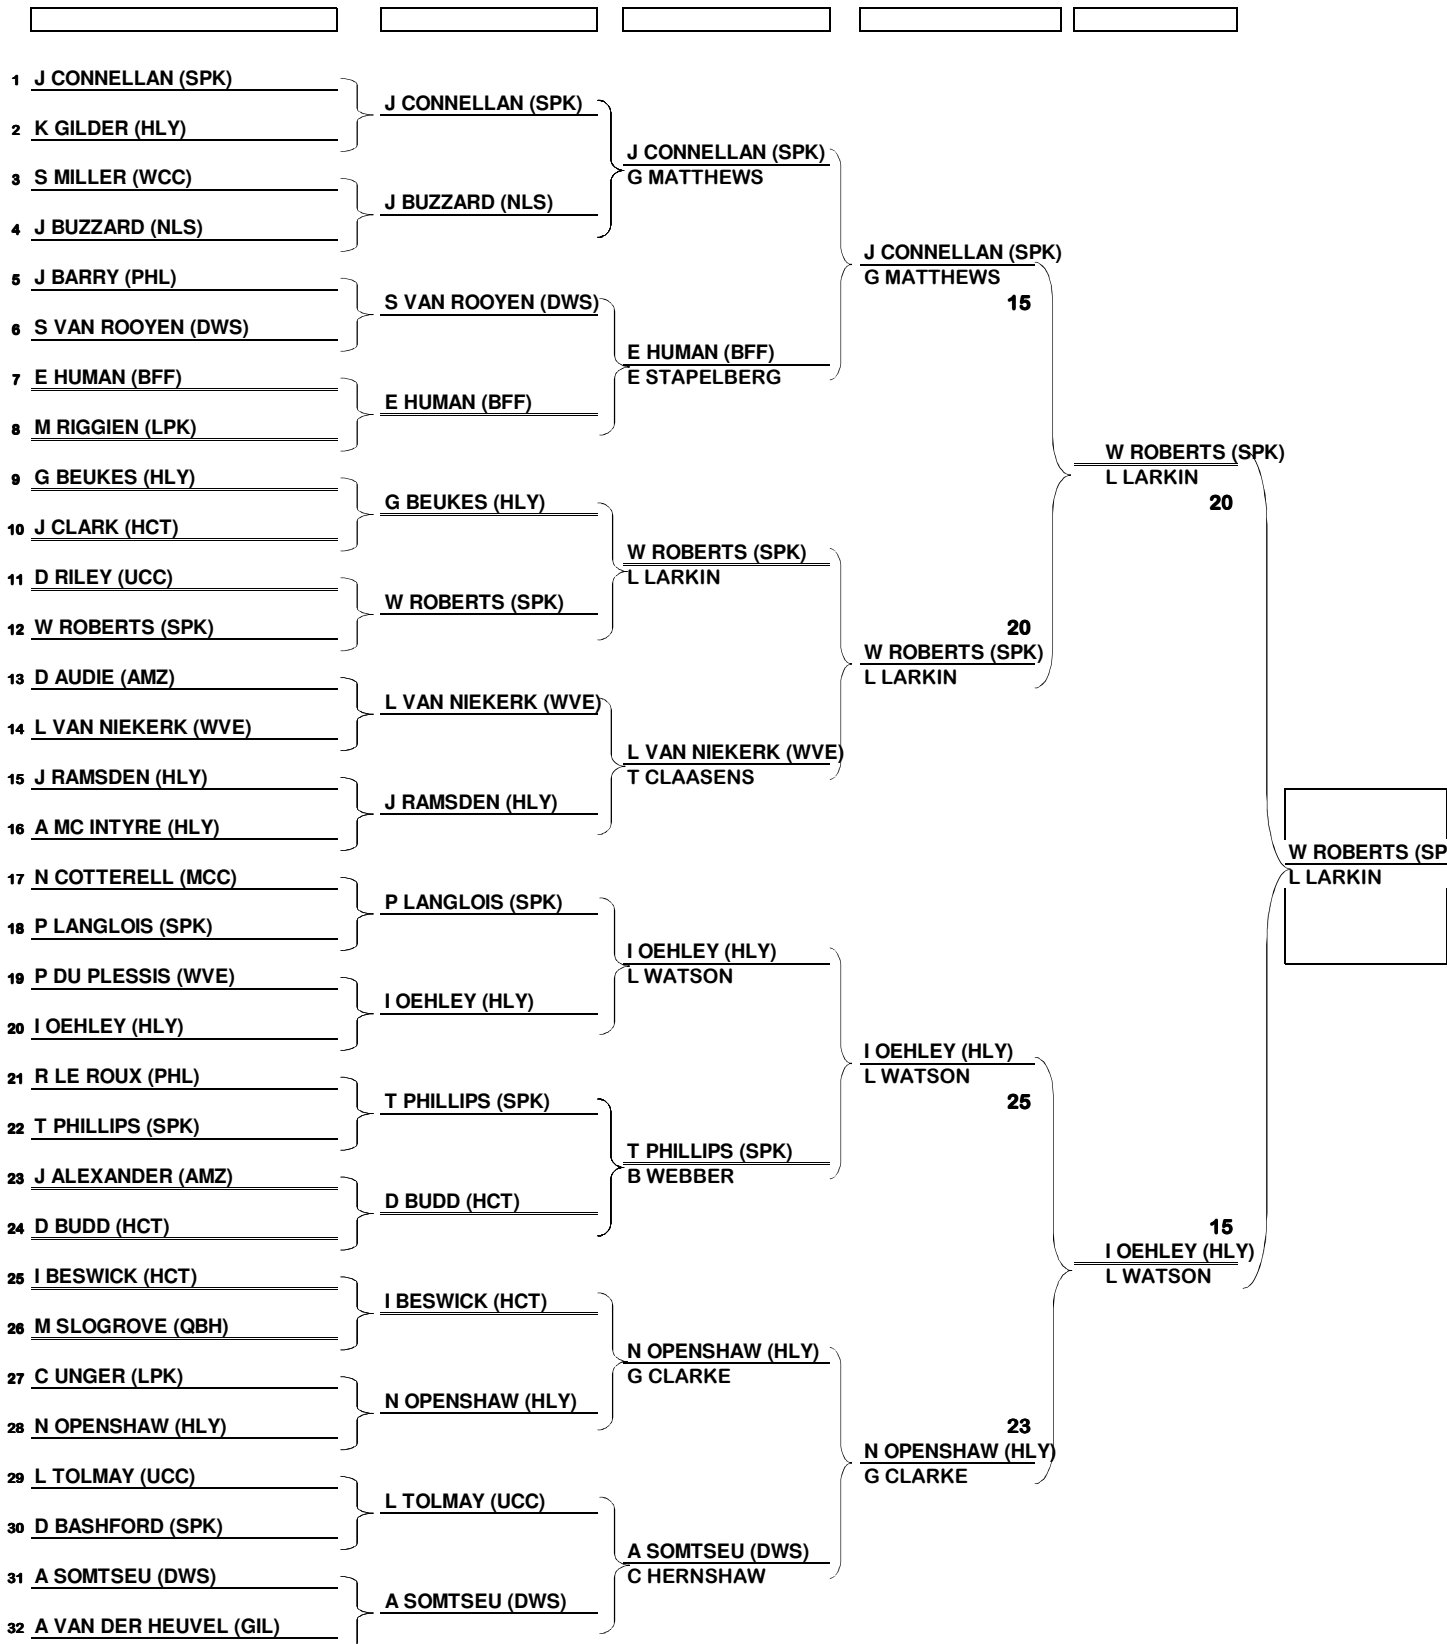 1 J CONNELLAN (SPK)
2 K GILDER (HLY)
3 S MILLER (WCC)
4 J BUZZARD (NLS)
5 J BARRY (PHL)
6 S VAN ROOYEN (DWS)
7 E HUMAN (BFF)
8 M RIGGIEN (LPK)
9 G BEUKES (HLY)
10 J CLARK (HCT)
11 D RILEY (UCC)
12 W ROBERTS (SPK)
13 D AUDIE (AMZ)
14 L VAN NIEKERK (WVE)
15 J RAMSDEN (HLY)
16 A MC INTYRE (HLY)
17 N COTTERELL (MCC)
18 P LANGLOIS (SPK)
19 P DU PLESSIS (WVE)
20 I OEHLEY (HLY)
21 R LE ROUX (PHL)
22 T PHILLIPS (SPK)
23 J ALEXANDER (AMZ)
24 D BUDD (HCT)
25 I BESWICK (HCT)
26 M SLOGROVE (QBH)
27 C UNGER (LPK)
28 N OPENSHAW (HLY)
29 L TOLMAY (UCC)
30 D BASHFORD (SPK)
31 A SOMTSEU (DWS)
32 A VAN DER HEUVEL (GIL)
J CONNELLAN (SPK)
J BUZZARD (NLS)
S VAN ROOYEN (DWS)
E HUMAN (BFF)
G BEUKES (HLY)
W ROBERTS (SPK)
L VAN NIEKERK (WVE)
J RAMSDEN (HLY)
P LANGLOIS (SPK)
I OEHLEY (HLY)
T PHILLIPS (SPK)
D BUDD (HCT)
I BESWICK (HCT)
N OPENSHAW (HLY)
L TOLMAY (UCC)
A SOMTSEU (DWS)
J CONNELLAN (SPK)
G MATTHEWS
E HUMAN (BFF)
E STAPELBERG
W ROBERTS (SPK)
L LARKIN
L VAN NIEKERK (WVE)
T CLAASENS
I OEHLEY (HLY)
L WATSON
T PHILLIPS (SPK)
B WEBBER
N OPENSHAW (HLY)
G CLARKE
A SOMTSEU (DWS)
C HERNSHAW
J CONNELLAN (SPK)
G MATTHEWS
15
20
W ROBERTS (SPK)
L LARKIN
I OEHLEY (HLY)
L WATSON
25
23
N OPENSHAW (HLY)
G CLARKE
W ROBERTS (SPK)
L LARKIN
20
15
I OEHLEY (HLY)
L WATSON
W ROBERTS (SP
L LARKIN